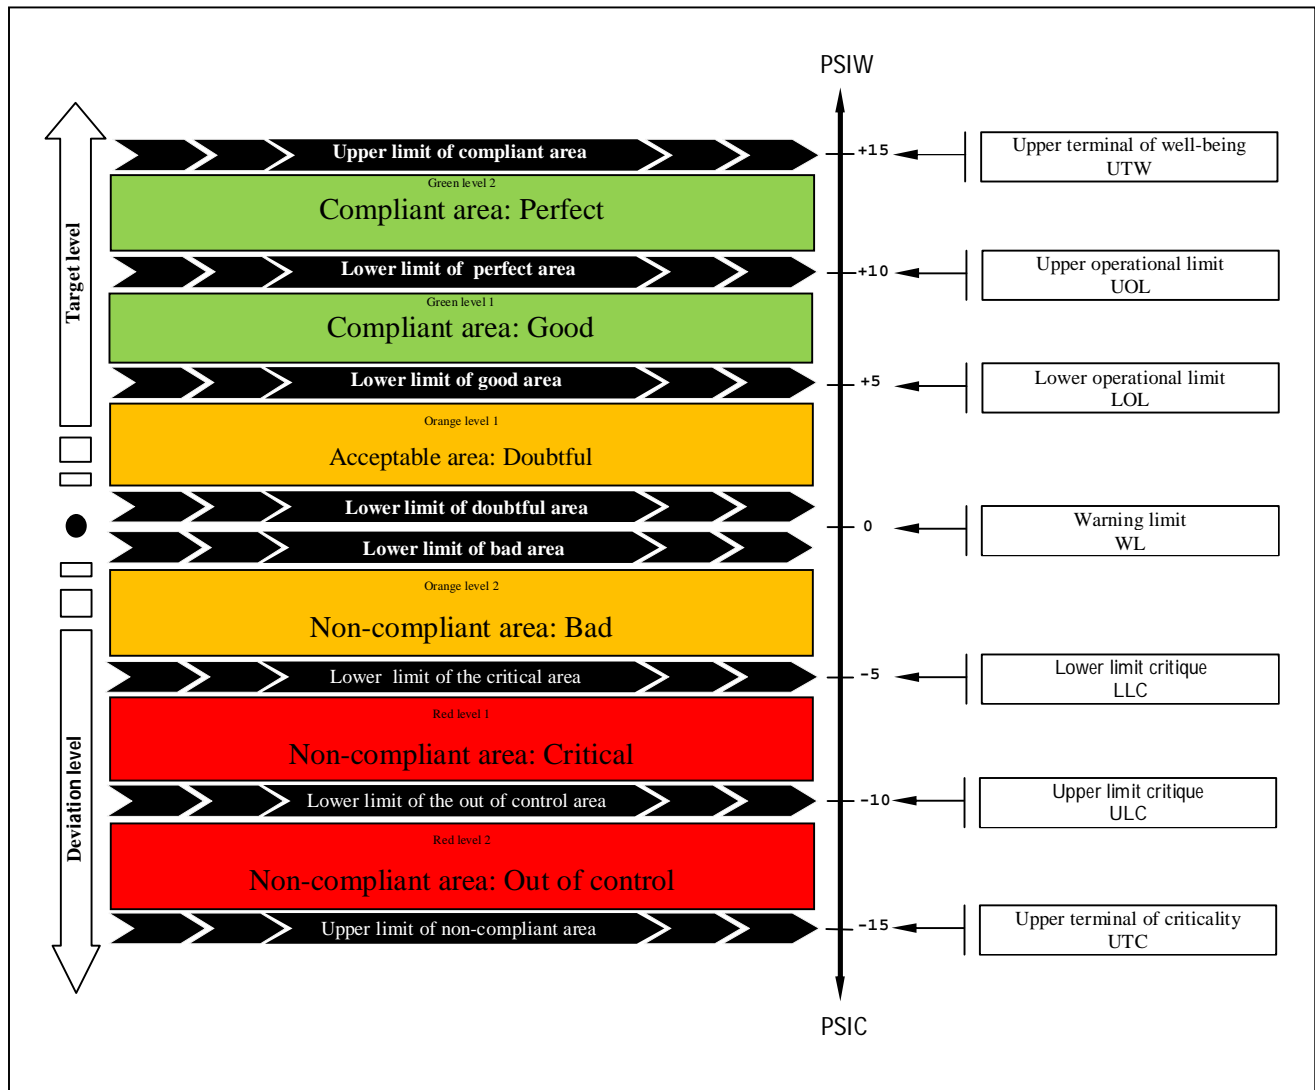 PSIW
Upper limit of compliant area
+15
Upper terminal of well-being
UTW
Green level 2
Compliant area: Perfect
Target level
Lower limit of perfect area
+10
Upper operational limit
UOL
Green level 1
Compliant area: Good
Lower limit of good area
+5
Lower operational limit
LOL
Orange level 1
Acceptable area: Doubtful
Lower limit of doubtful area
0
Warning limit
WL
Lower limit of bad area
Orange level 2
Non-compliant area: Bad
Lower limit of the critical area
-5
Lower limit critique
LLC
Red level 1
Non-compliant area: Critical
Deviation level
Lower limit of the out of control area
-10
Upper limit critique
ULC
Red level 2
Non-compliant area: Out of control
Upper limit of non-compliant area
-15
Upper terminal of criticality
UTC
PSIC